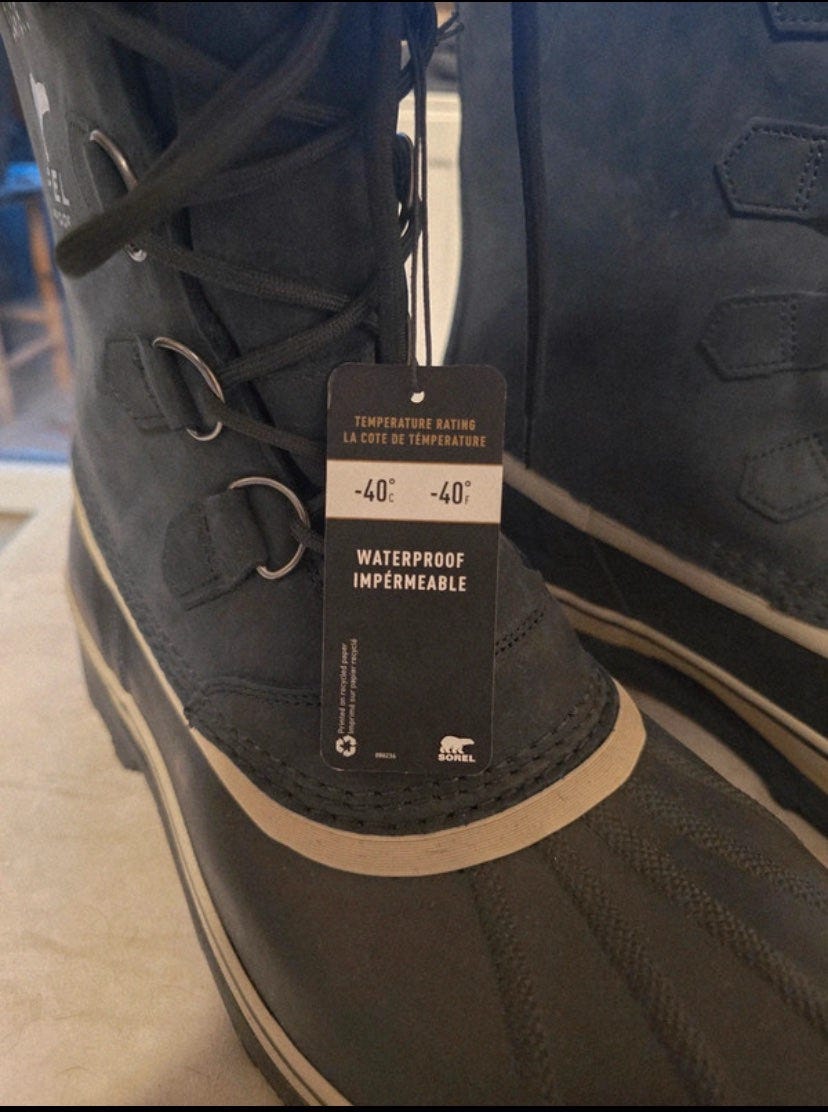 TEMPERATURE RATING
LA COTE DE TÉMPERATURE
-40°C -40°F
WATERPROOF
IMPÉRMEABLE
Printed on recycled paper
Imprimé sur papier recyclé
SOREL